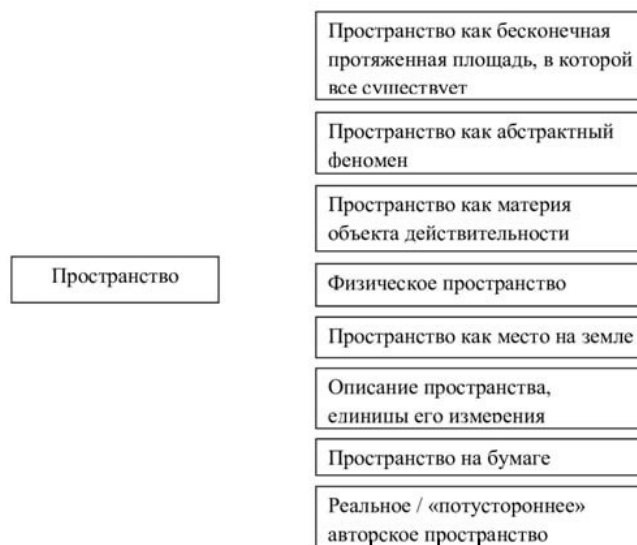 Пространство
Пространство как бесконечная
протяженная площадь, в которой
все существует
Пространство как абстрактный
феномен
Пространство как материя
объекта действительности
Физическое пространство
Пространство как место на земле
Описание пространства,
единицы его измерения
Пространство на бумаге
Реальное / «потустороннее»
авторское пространство